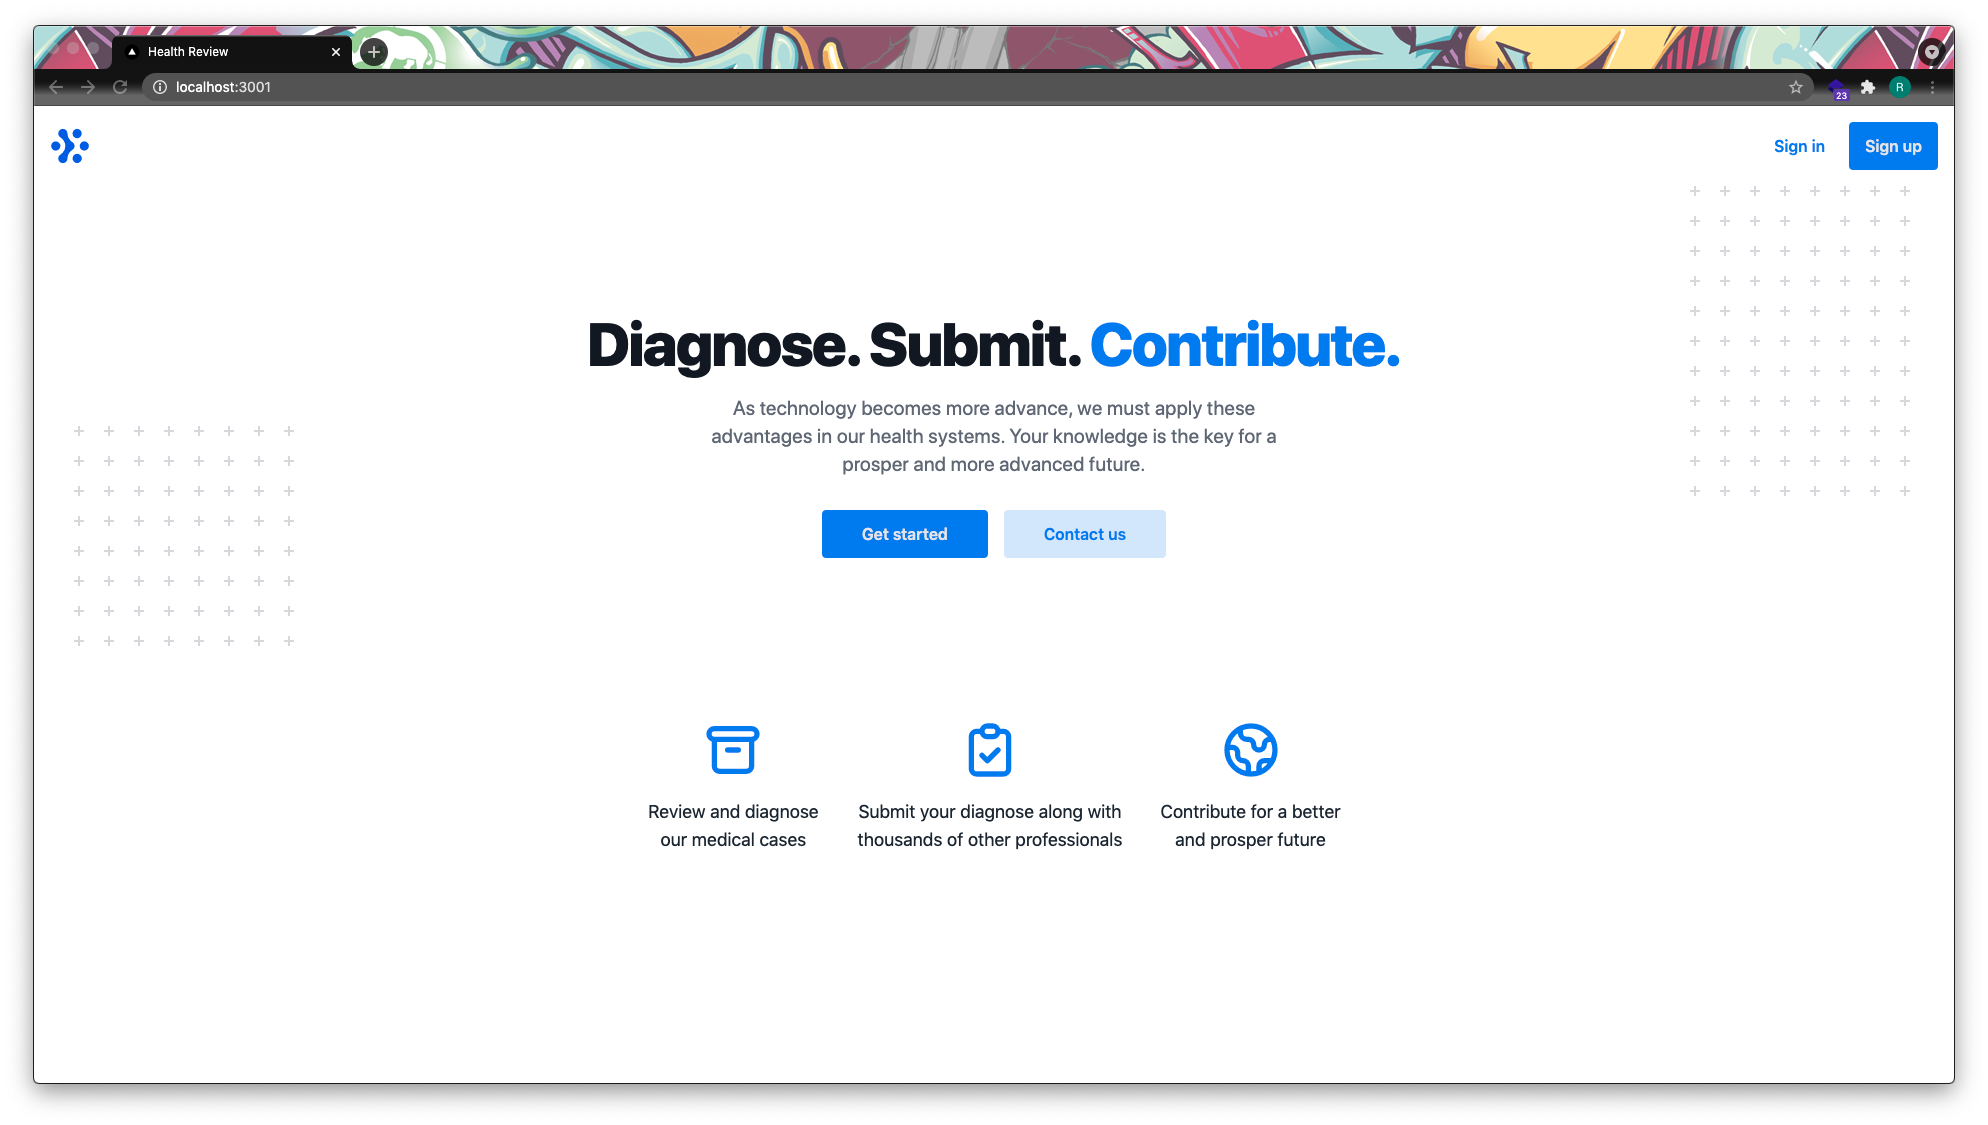 Health Review
localhost:3001
23
R
Sign in
Sign up
Diagnose. Submit. Contribute.
As technology becomes more advance, we must apply these
advantages in our health systems. Your knowledge is the key for a
prosper and more advanced future.
Get started
Contact us
Review and diagnose
our medical cases
Submit your diagnose along with
thousands of other professionals
Contribute for a better
and prosper future